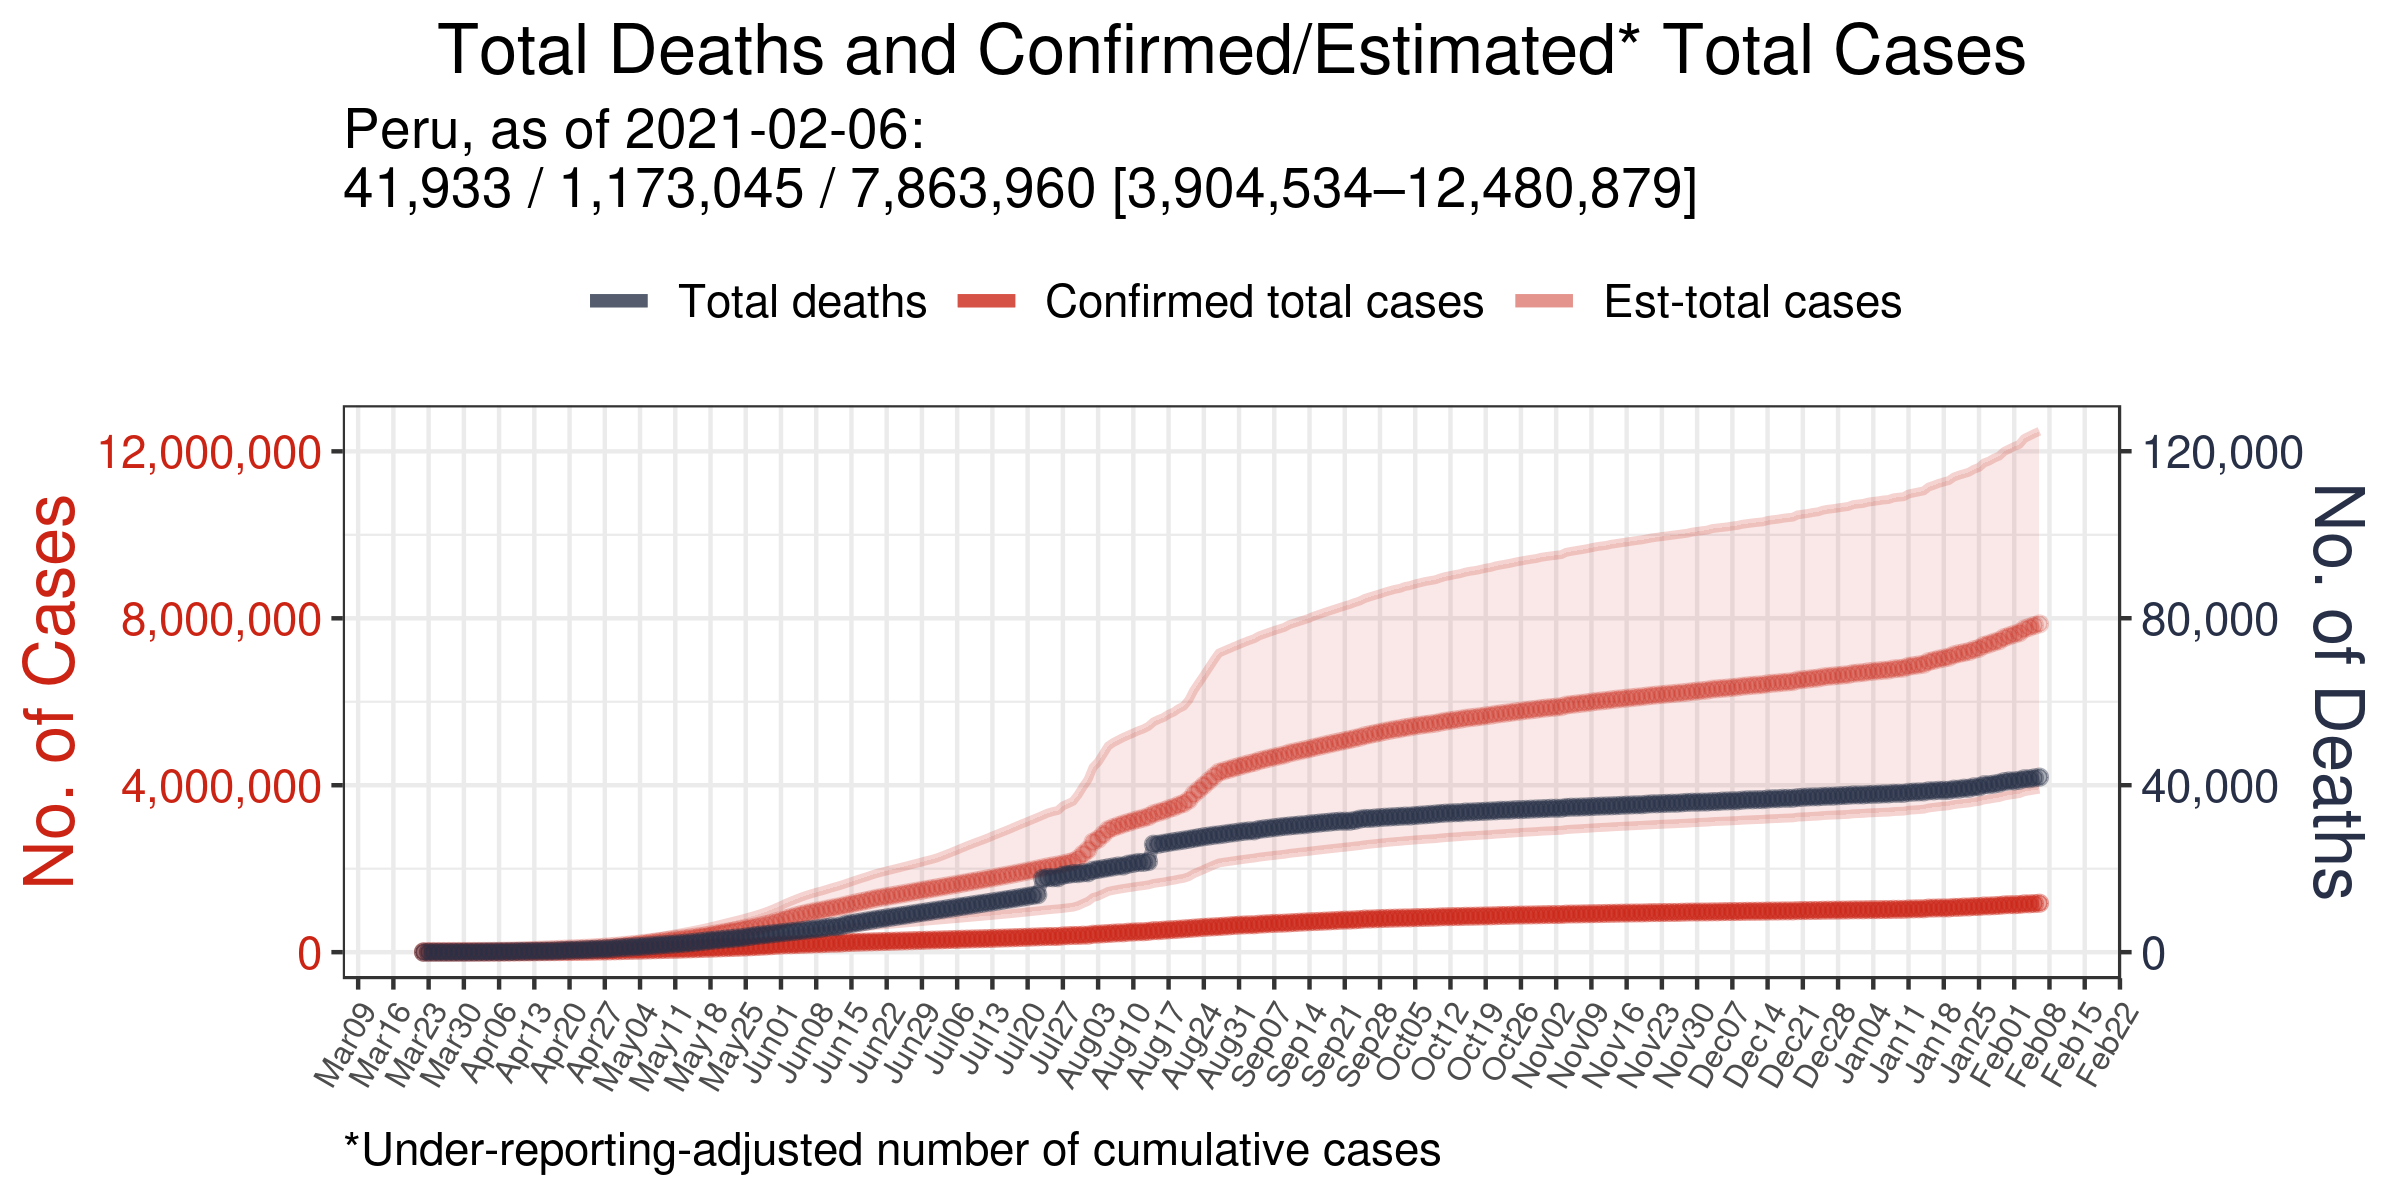 Total Deaths and Confirmed/Estimated* Total Cases
Peru, as of 2021-02-06:
41,933 / 1,173,045 / 7,863,960 [3,904,534–12,480,879]
Total deaths
Confirmed total cases
Est-total cases
No. of Cases
12,000,000
8,000,000
4,000,000
0
120,000
80,000
40,000
0
No. of Deaths
Mar09
Mar16
Mar23
Mar30
Apr06
Apr13
Apr20
Apr27
May04
May11
May18
May25
Jun01
Jun08
Jun15
Jun22
Jun29
Jul06
Jul13
Jul20
Jul27
Aug03
Aug10
Aug17
Aug24
Aug31
Sep07
Sep14
Sep21
Sep28
Oct05
Oct12
Oct19
Oct26
Nov02
Nov09
Nov16
Nov23
Nov30
Dec07
Dec14
Dec21
Dec28
Jan04
Jan11
Jan18
Jan25
Feb01
Feb08
Feb15
Feb22
*Under-reporting-adjusted number of cumulative cases